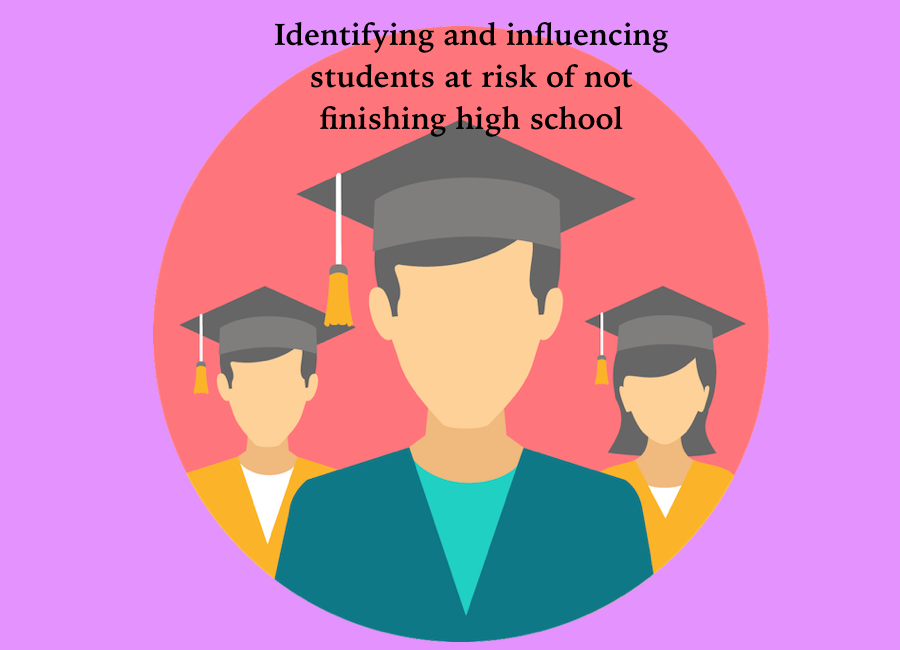 Identifying and influencing
students at risk of not
finishing high school